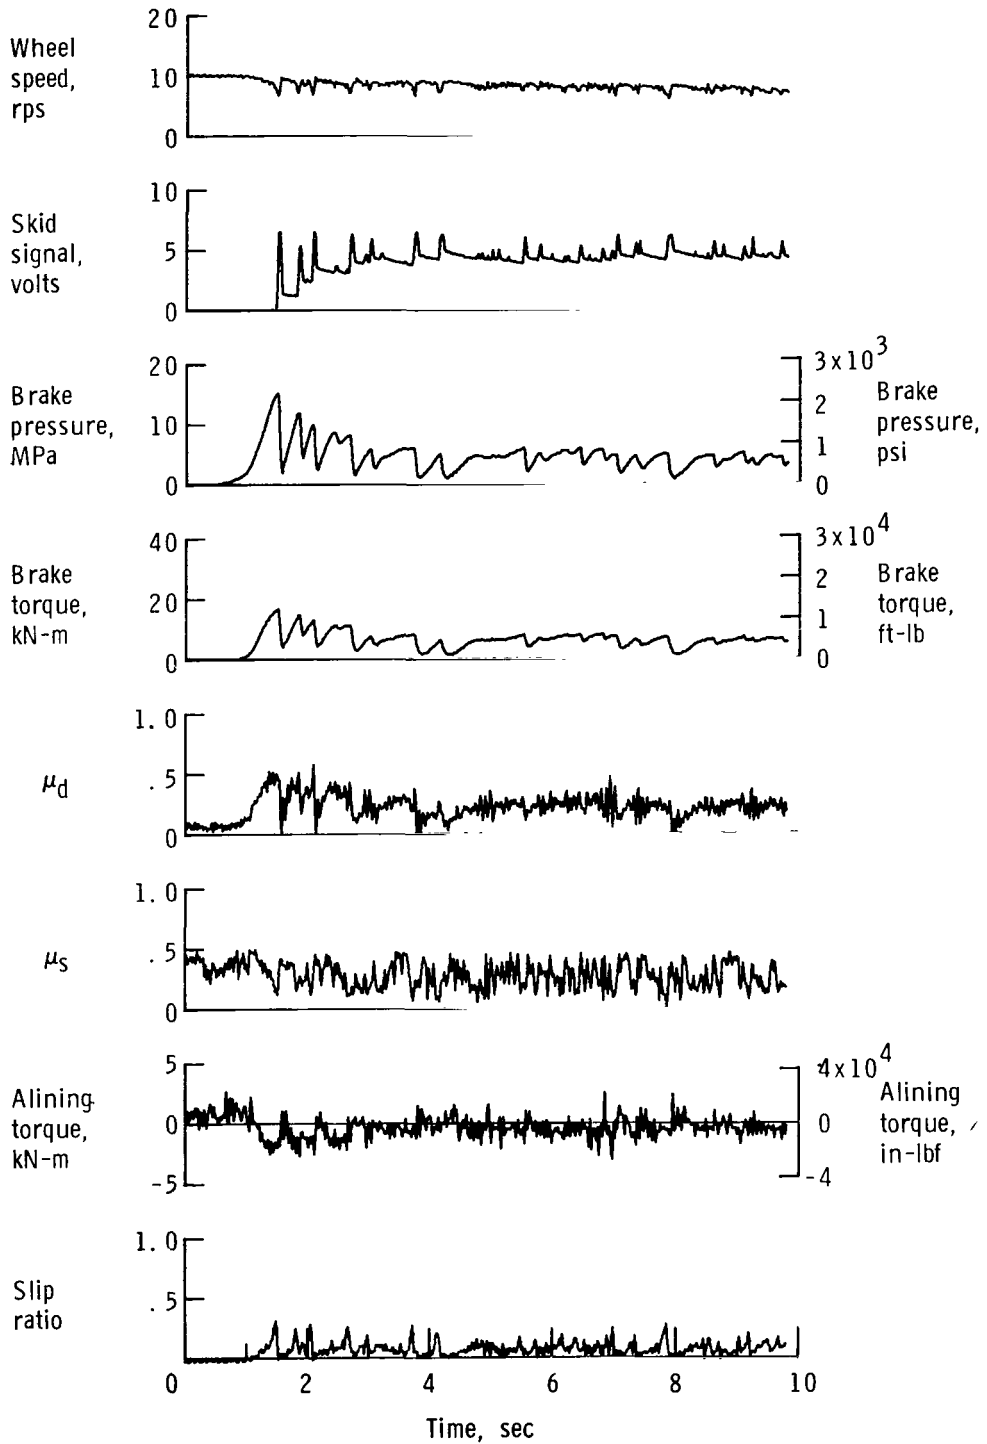 Wheel
speed,
rps
20
10
0
Skid
signal,
volts
10
5
0
Brake
pressure,
MPa
20
10
0
3x10^3
2
1
0
Brake
pressure,
psi
Brake
torque,
kN-m
40
20
0
3x10^4
2
1
0
Brake
torque,
ft-lb
μd
1.0
.5
0
μs
1.0
.5
0
Alining
torque,
kN-m
5
0
-5
4x10^4
0
-4
Alining
torque,
in-lbf
Slip
ratio
1.0
.5
0 2 4 6 8 10
Time, sec